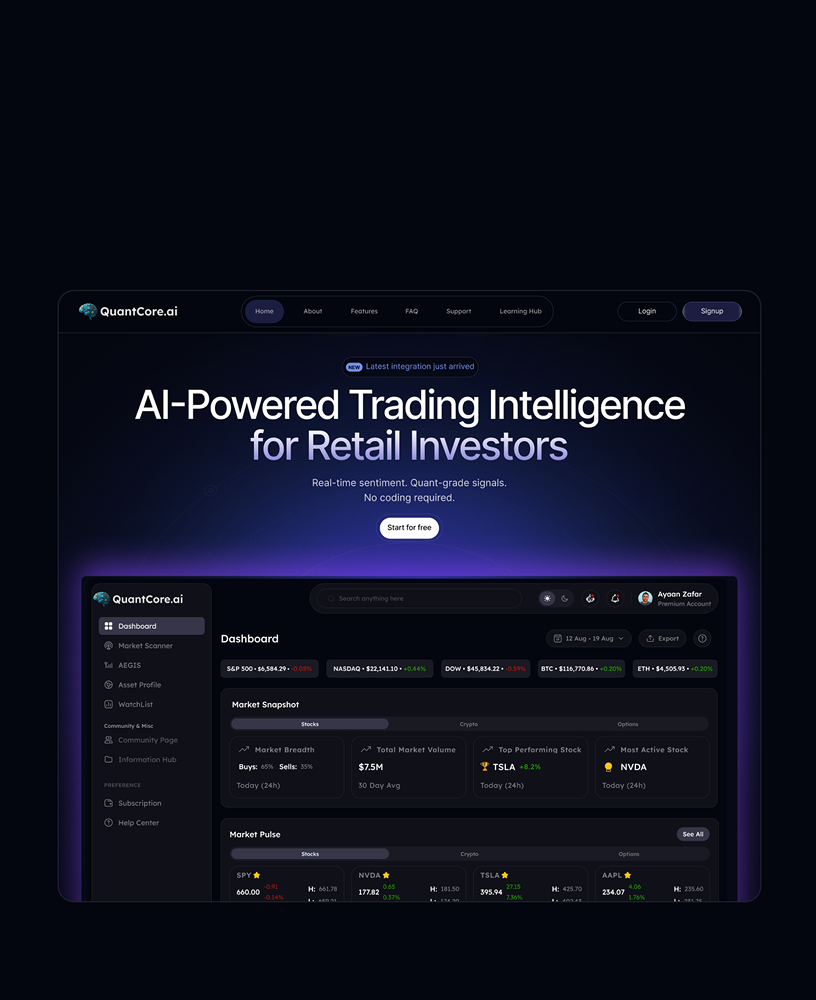 QuantCore.ai
Home About Features FAQ Support Learning Hub
Login Signup
NEW Latest integration just arrived
AI-Powered Trading Intelligence
for Retail Investors
Real-time sentiment. Quant-grade signals.
No coding required.
Start for free
QuantCore.ai
Dashboard
Market Scanner
AEGIS
Asset Profile
WatchList
Community & Misc
Community Page
Information Hub
PREFERENCE
Subscription
Help Center
Search anything here
Ayaan Zafar
Premium Account
Dashboard
12 Aug - 19 Aug
Export
S&P 500 • $6,584.29 • -0.05%
NASDAQ • $22,141.10 • +0.44%
DOW • $45,834.22 • -0.59%
BTC • $116,770.86 • +0.20%
ETH • $4,505.93 • +0.20%
Market Snapshot
Stocks Crypto Options
Market Breadth
Buys: 65% Sells: 35%
Today (24h)
Total Market Volume
$7.5M
30 Day Avg
Top Performing Stock
TSLA +8.2%
Today (24h)
Most Active Stock
NVDA
Today (24h)
Market Pulse
See All
Stocks Crypto Options
SPY
660.00 -0.91 -0.14% H: 661.78
NVDA
177.82 0.65 0.37% H: 181.50
TSLA
395.94 27.15 7.36% H: 425.70
AAPL
234.07 4.06 1.76% H: 235.60